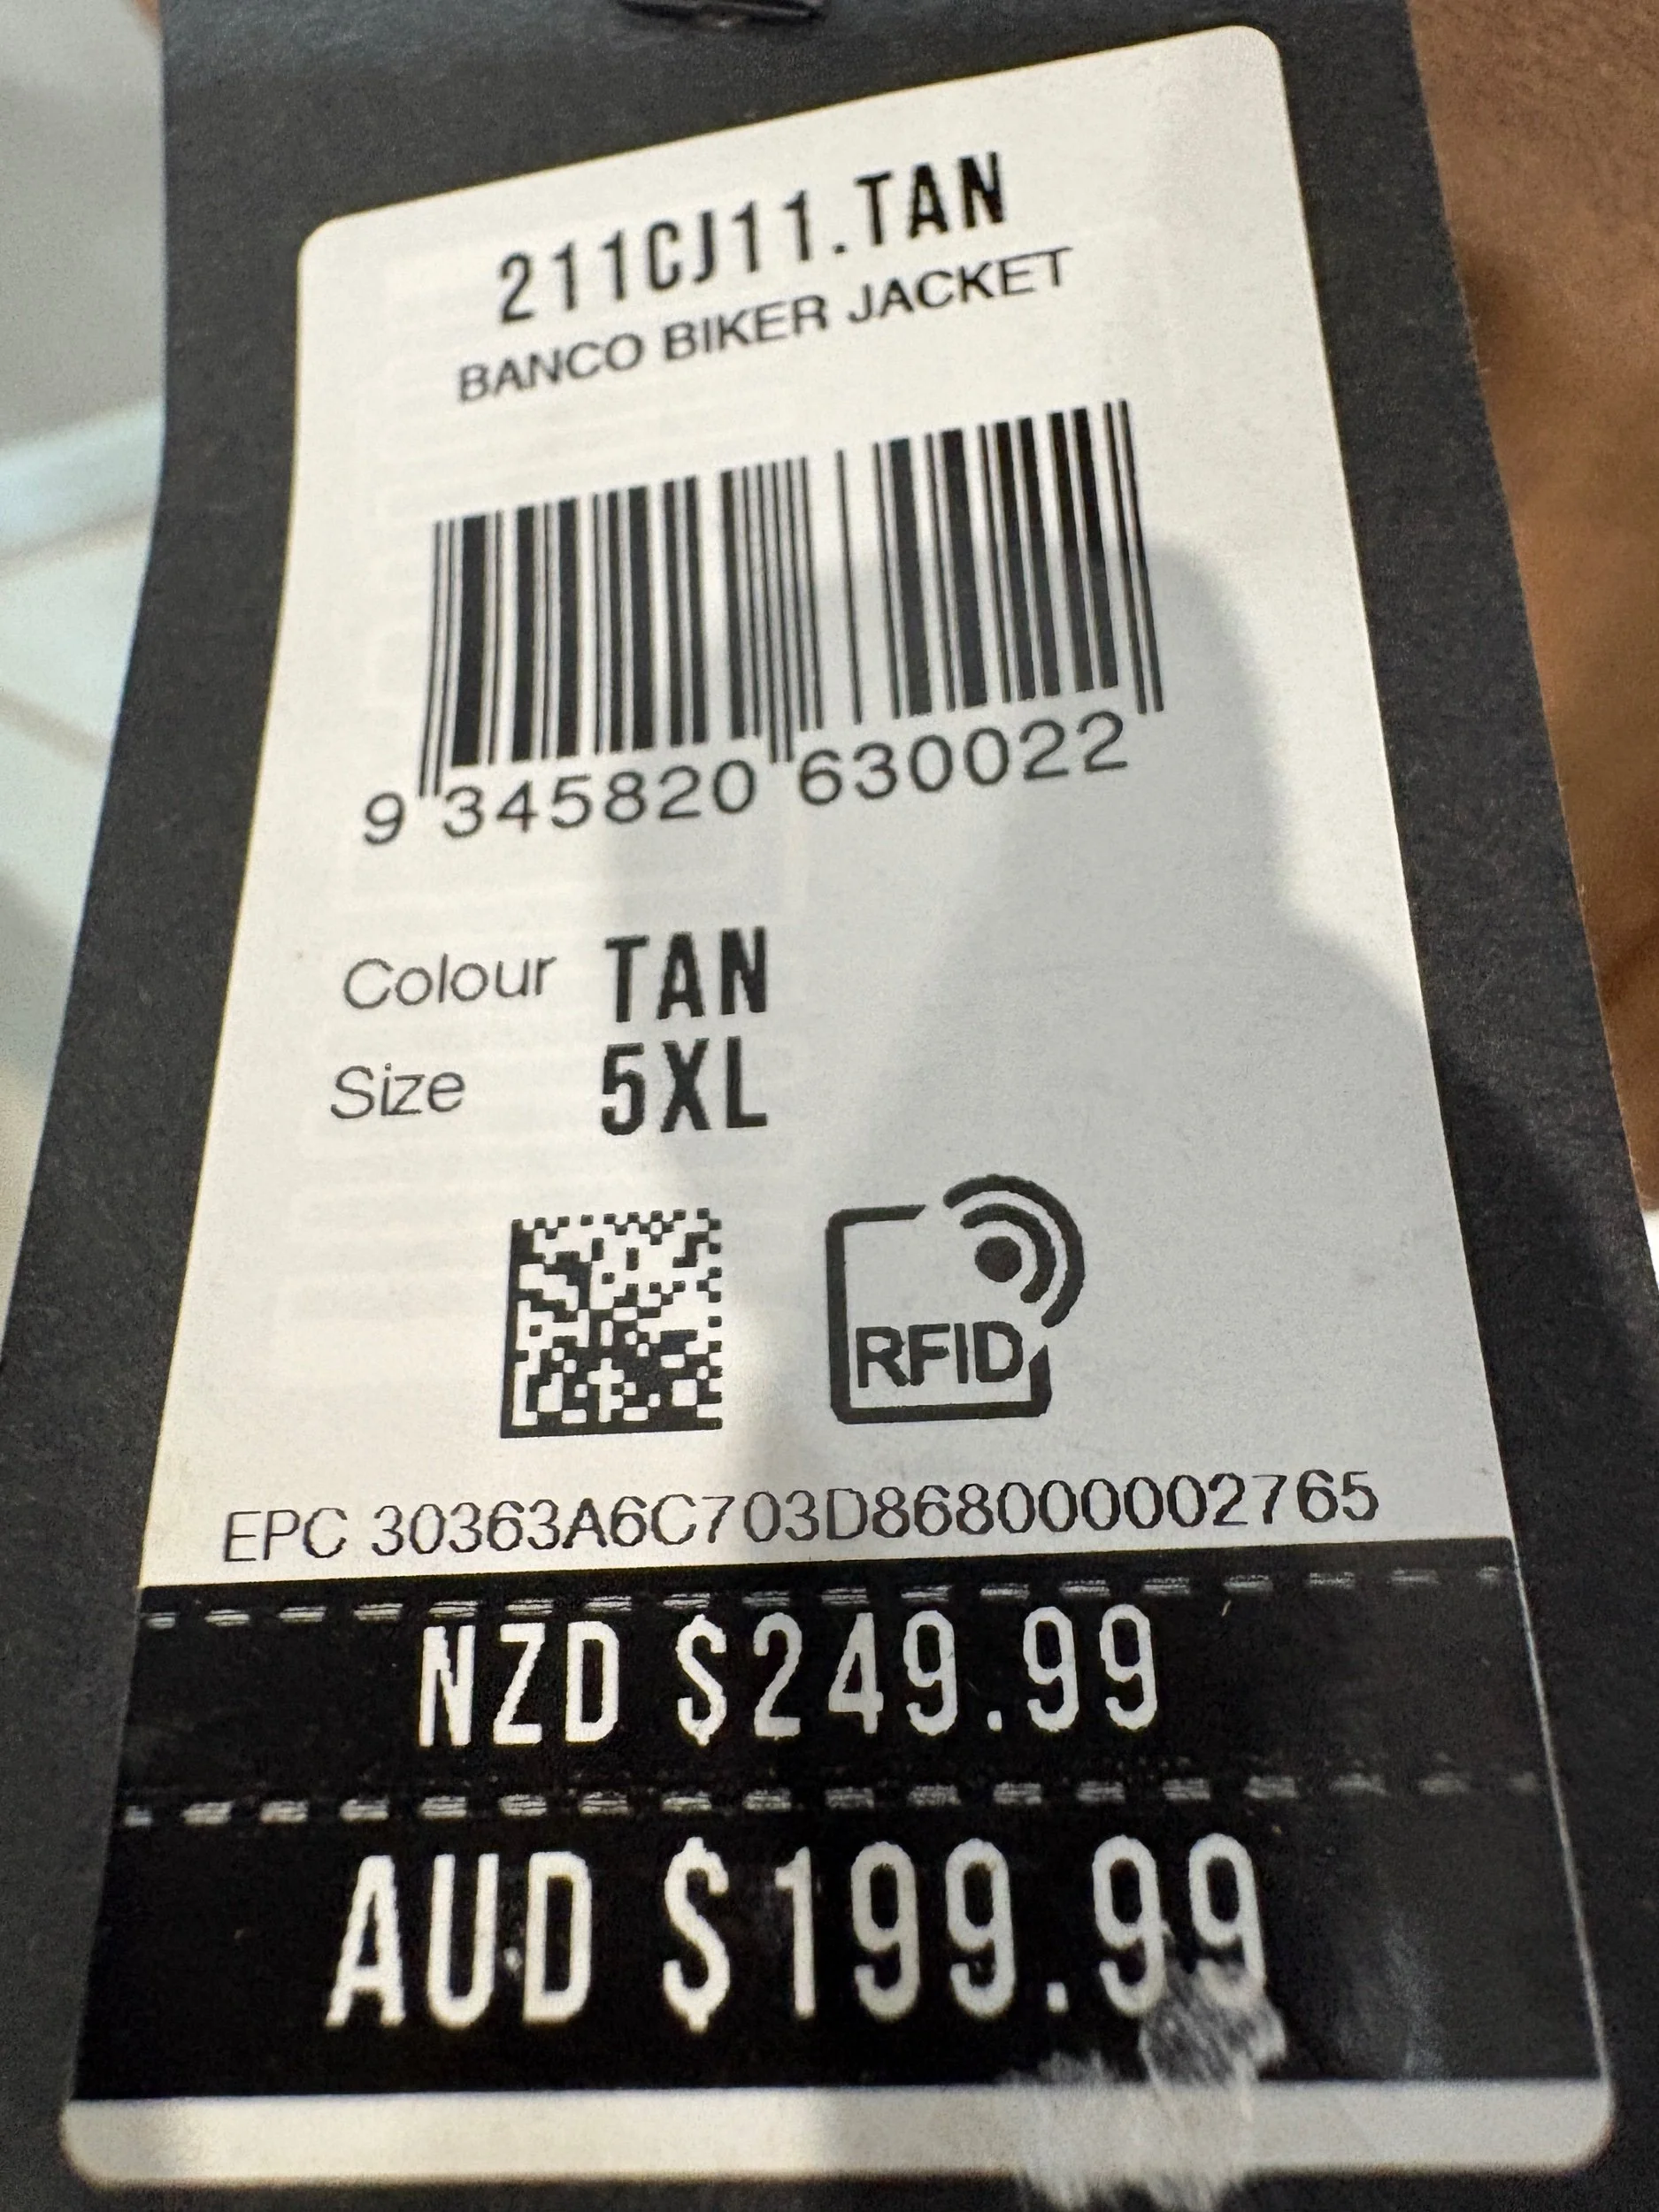 211CJ11.TAN
BANCO BIKER JACKET
9 345820 630022
Colour TAN
Size 5XL
RFID
EPC 30363A6C703D868000002765
NZD $249.99
AUD $199.99